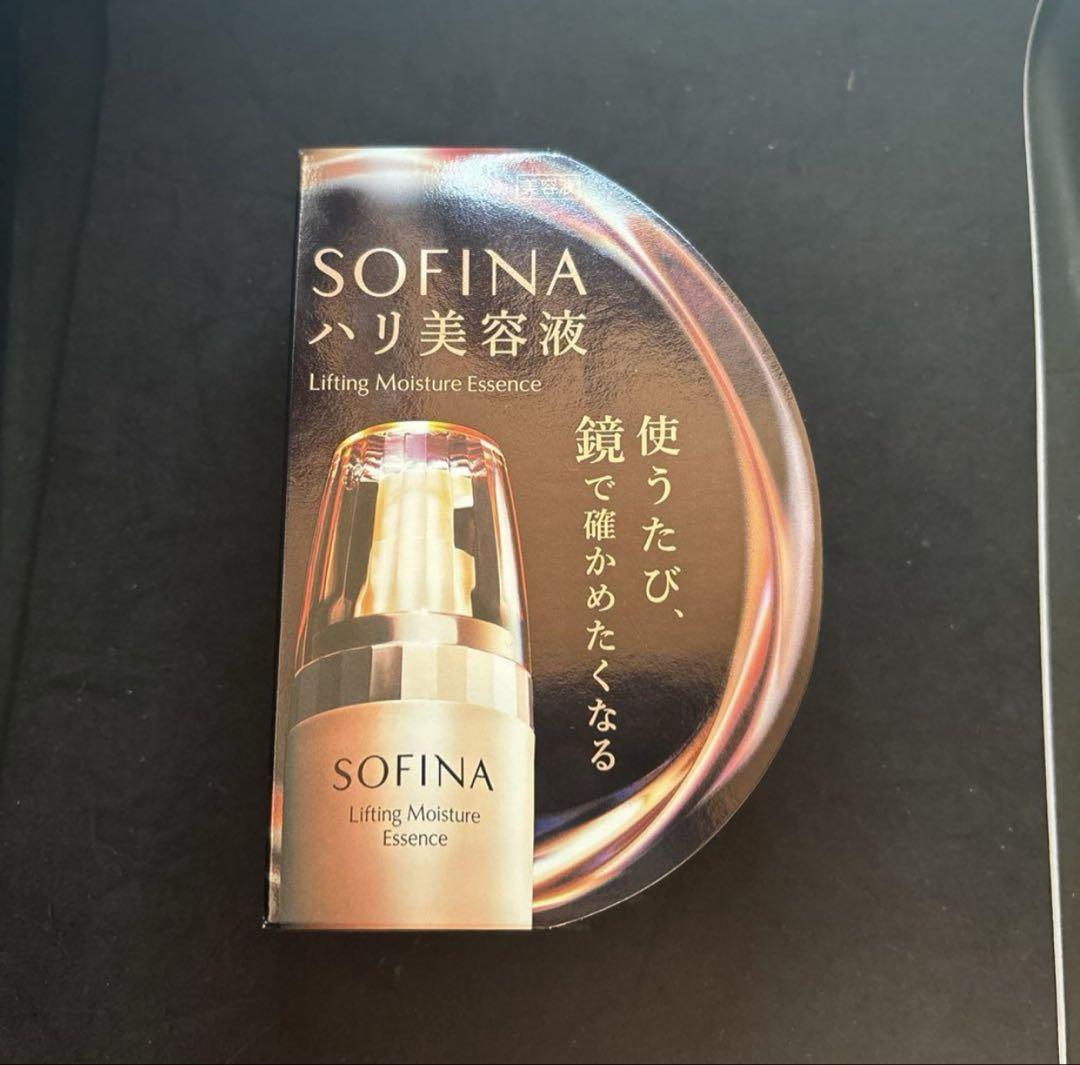 美容液
SOFINA
ハリ美容液
Lifting Moisture Essence
使うたび、
鏡で確かめたくなる
SOFINA
Lifting Moisture
Essence